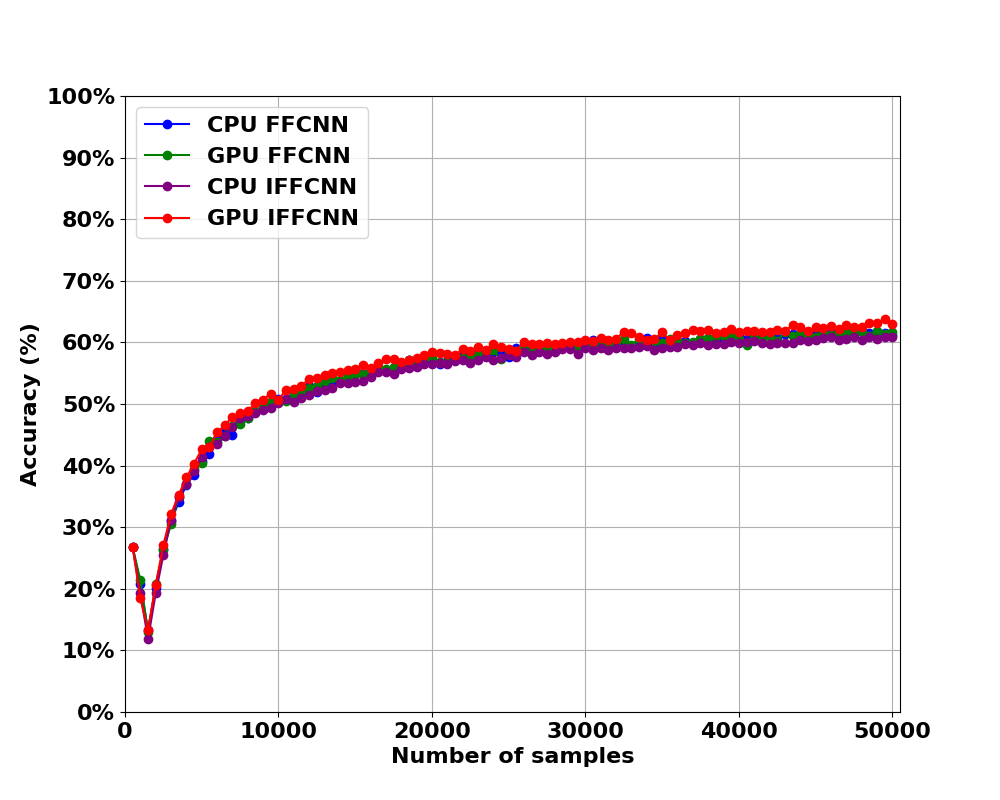 100%
90%
80%
70%
60%
50%
40%
30%
20%
10%
0%
Accuracy (%)
CPU FFCNN
GPU FFCNN
CPU IFFCNN
GPU IFFCNN
0 10000 20000 30000 40000 50000
Number of samples